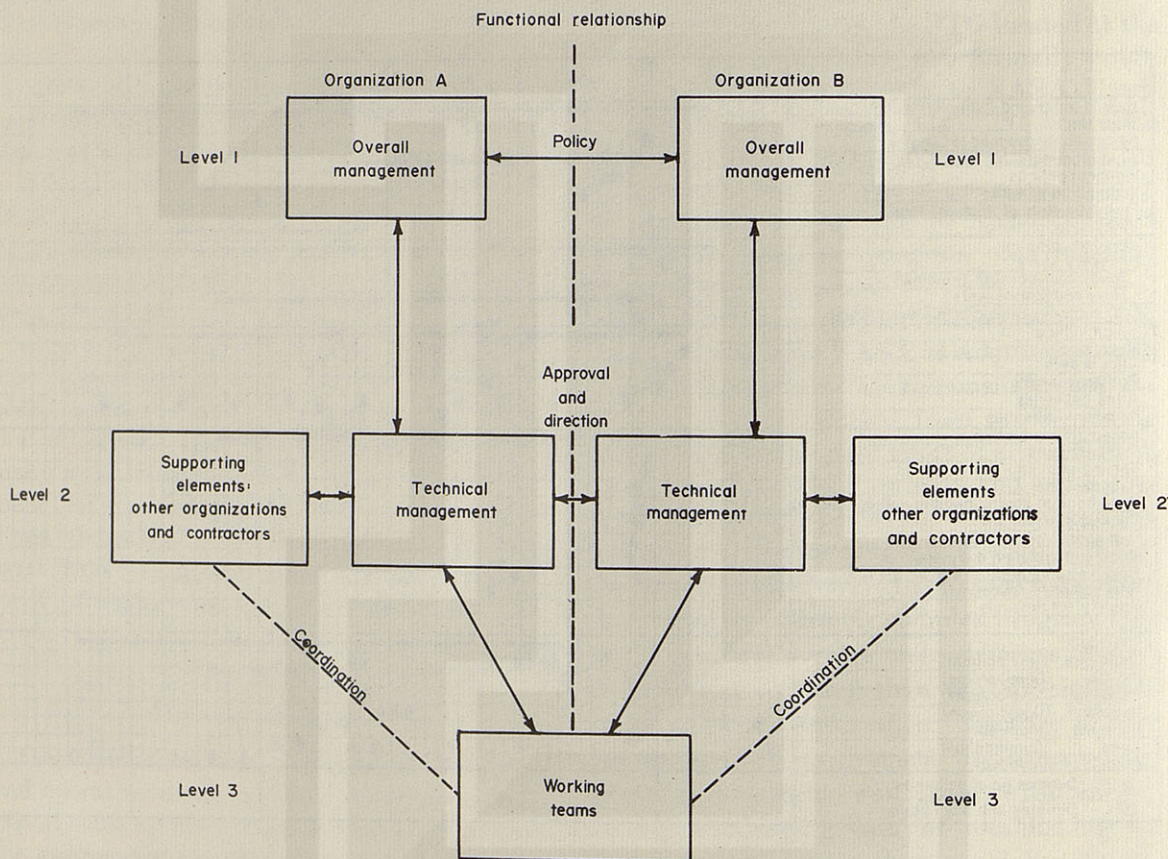 Functional relationship
Organization A
Organization B
Level 1
Overall
management
Policy
Overall
management
Level 1
Approval
and
direction
Level 2
Supporting
elements:
other organizations
and contractors
Technical
management
Technical
management
Supporting
elements
other organizations
and contractors
Level 2
Coordination
Coordination
Level 3
Working
teams
Level 3